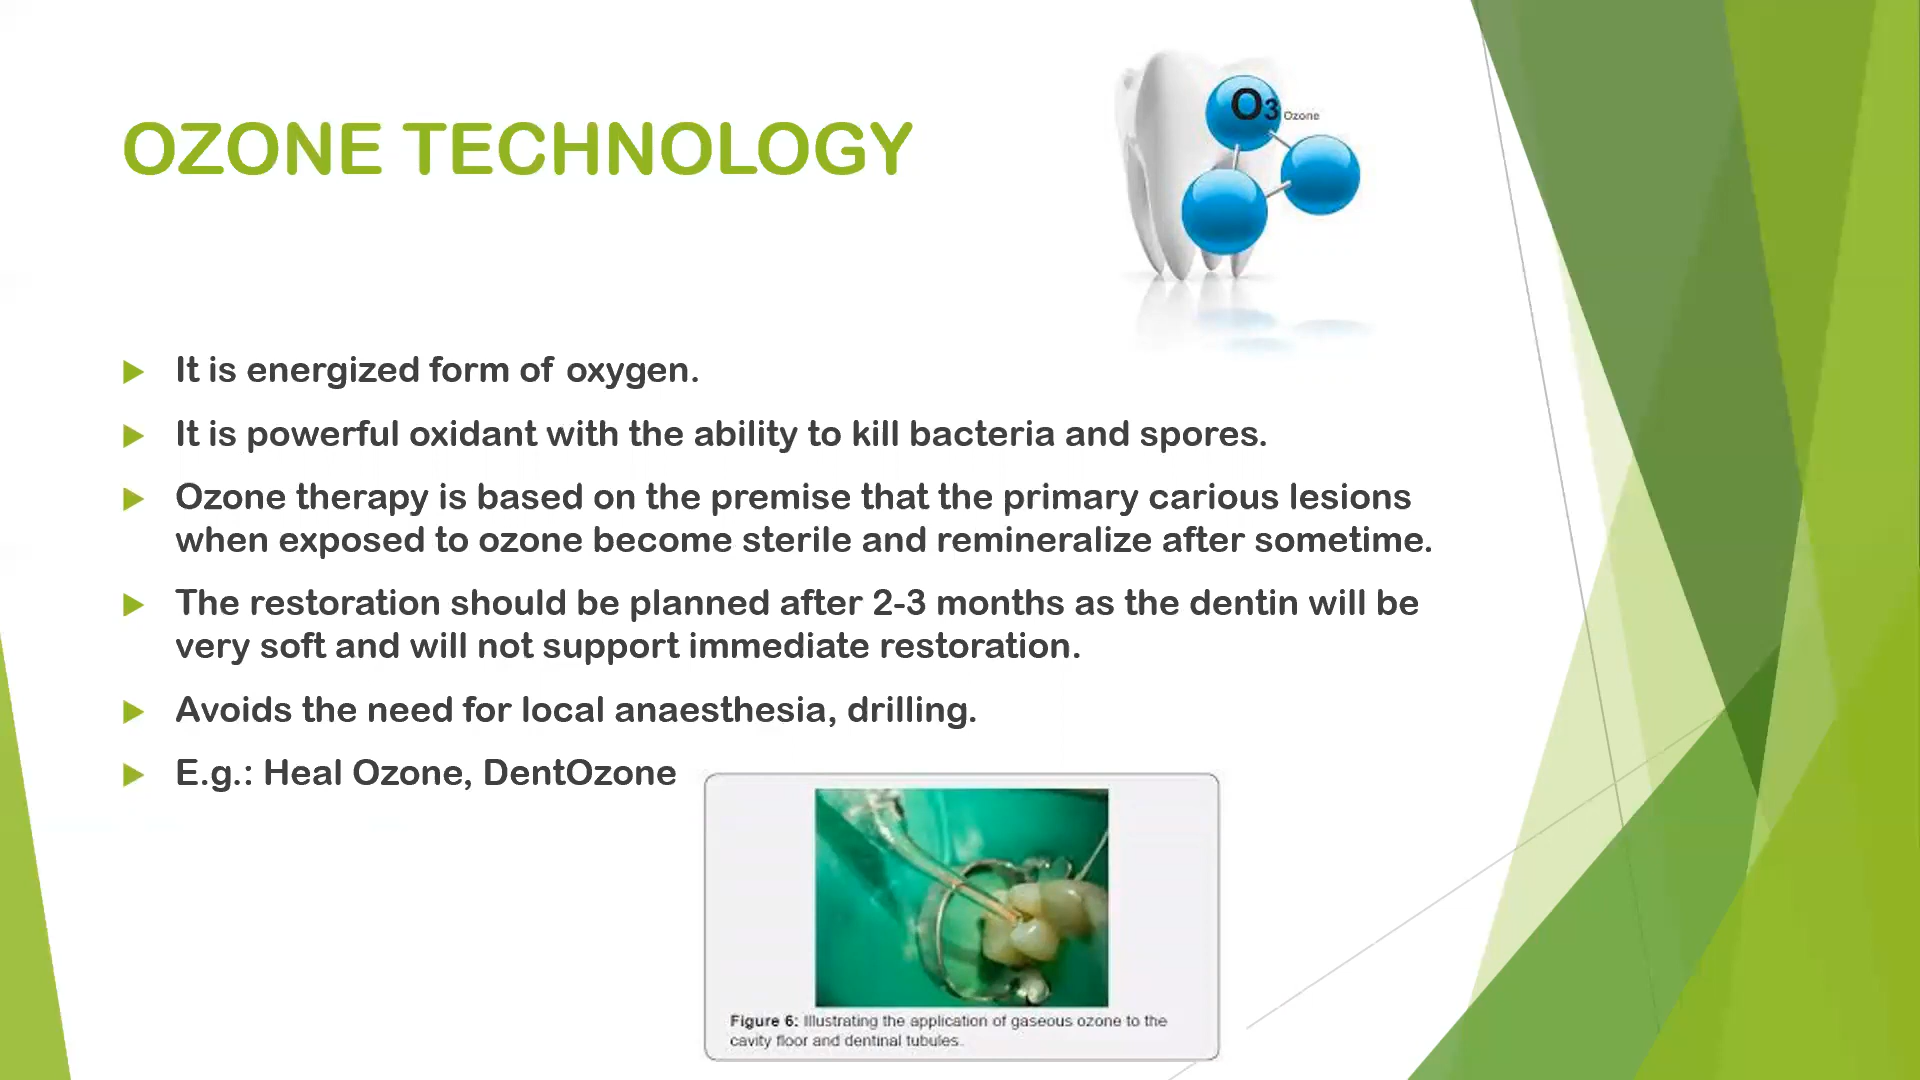 O3 Ozone
OZONE TECHNOLOGY
It is energized form of oxygen.
It is powerful oxidant with the ability to kill bacteria and spores.
Ozone therapy is based on the premise that the primary carious lesions
when exposed to ozone become sterile and remineralize after sometime.
The restoration should be planned after 2-3 months as the dentin will be
very soft and will not support immediate restoration.
Avoids the need for local anaesthesia, drilling.
E.g.: Heal Ozone, DentOzone
Figure 6: Illustrating the application of gaseous ozone to the
cavity floor and dentinal tubules.